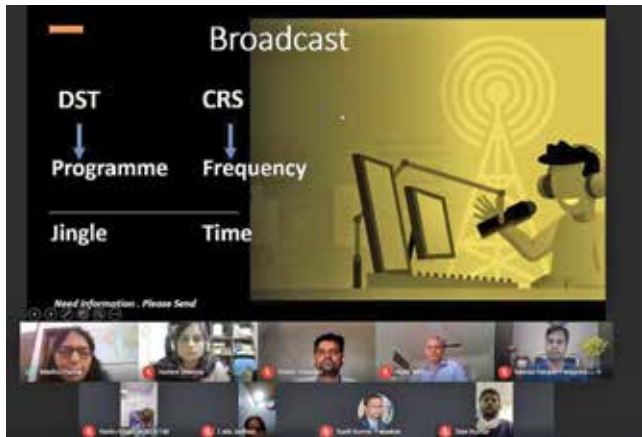 Broadcast
DST CRS
Programme Frequency
Jingle Time
Need Information . Please Send